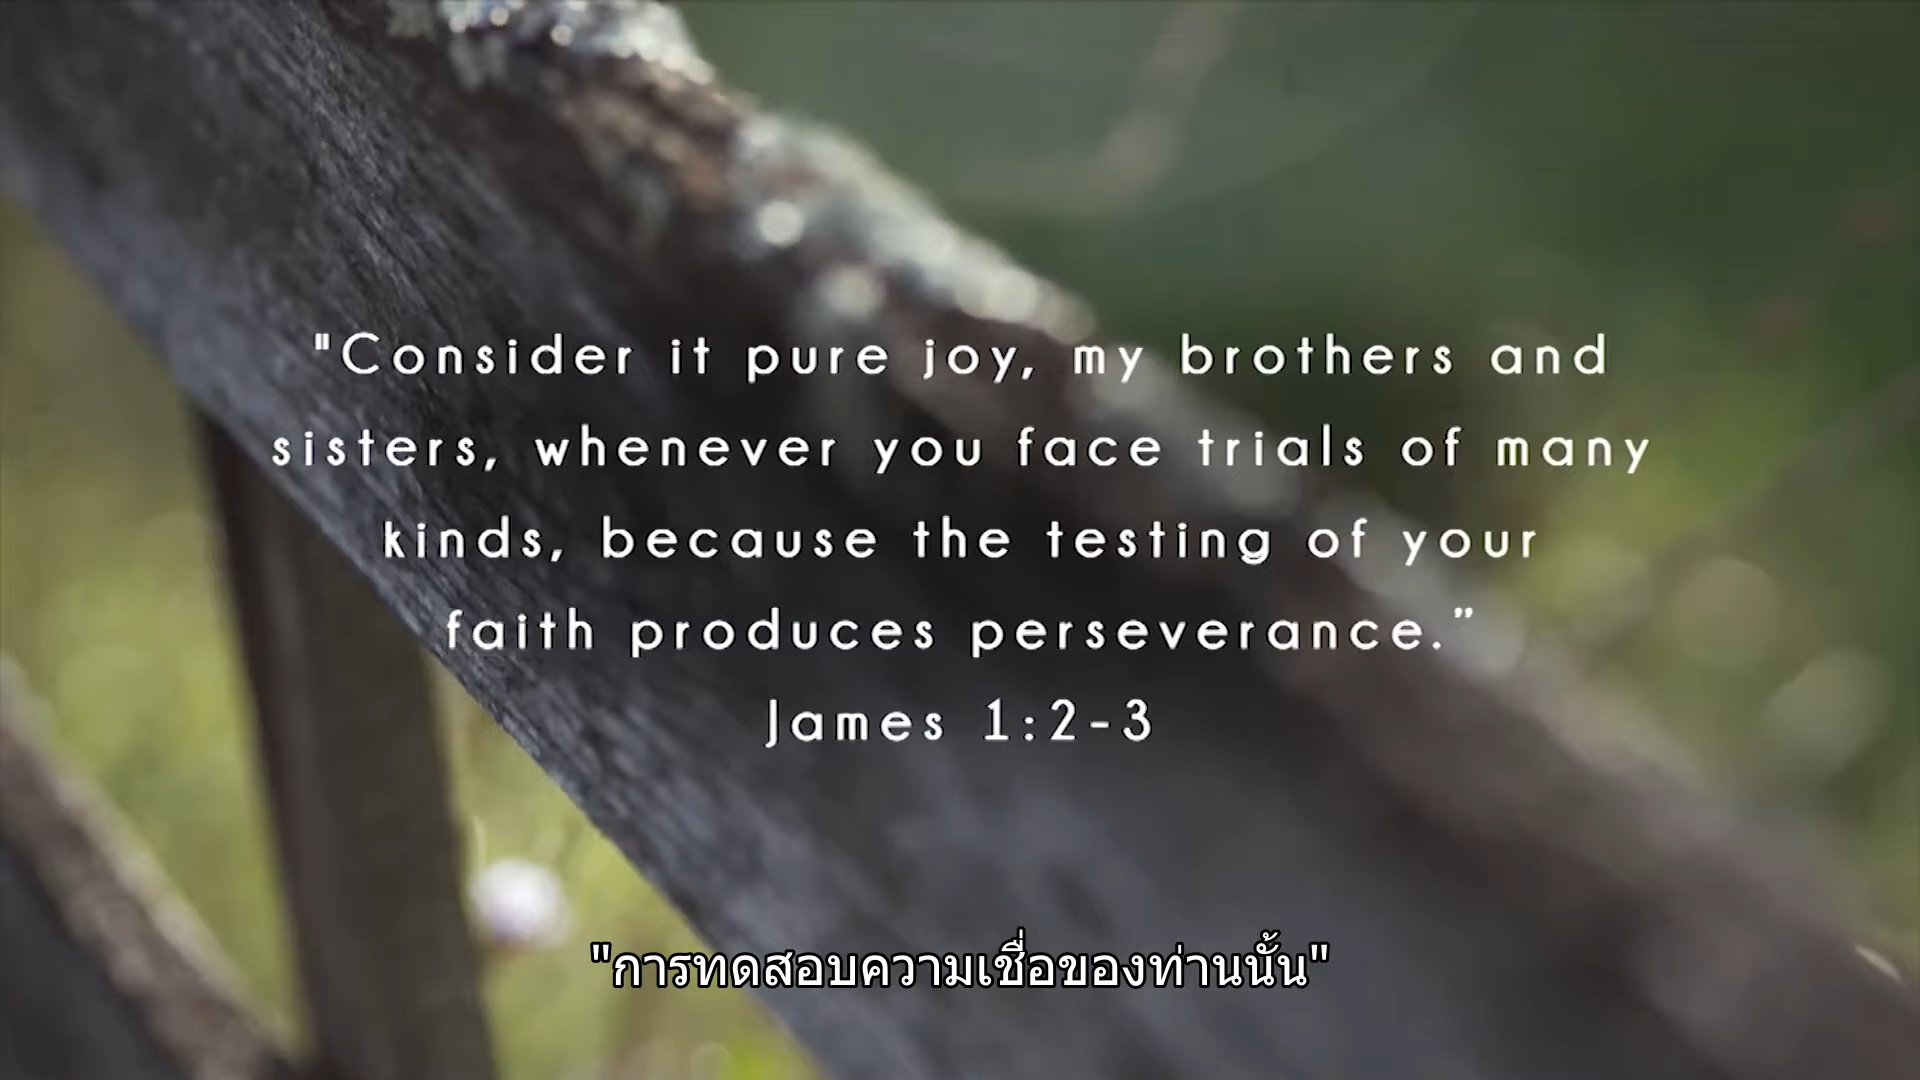 "Consider it pure joy, my brothers and
sisters, whenever you face trials of many
kinds, because the testing of your
faith produces perseverance.”
James 1:2-3
"การทดสอบความเชื่อของท่านนั้น"